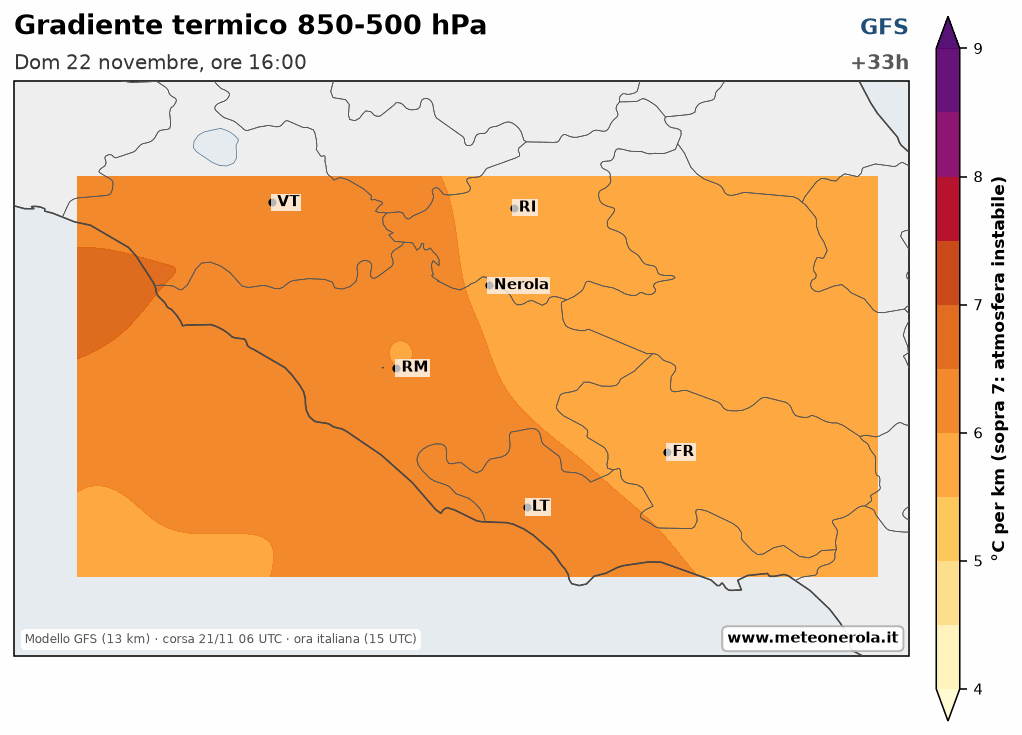 Gradiente termico 850-500 hPa
GFS
Dom 22 novembre, ore 16:00
+33h
VT
RI
Nerola
RM
FR
LT
Modello GFS (13 km) · corsa 21/11 06 UTC · ora italiana (15 UTC)
www.meteonerola.it
9
8
7
6
5
4
°C per km (sopra 7: atmosfera instabile)